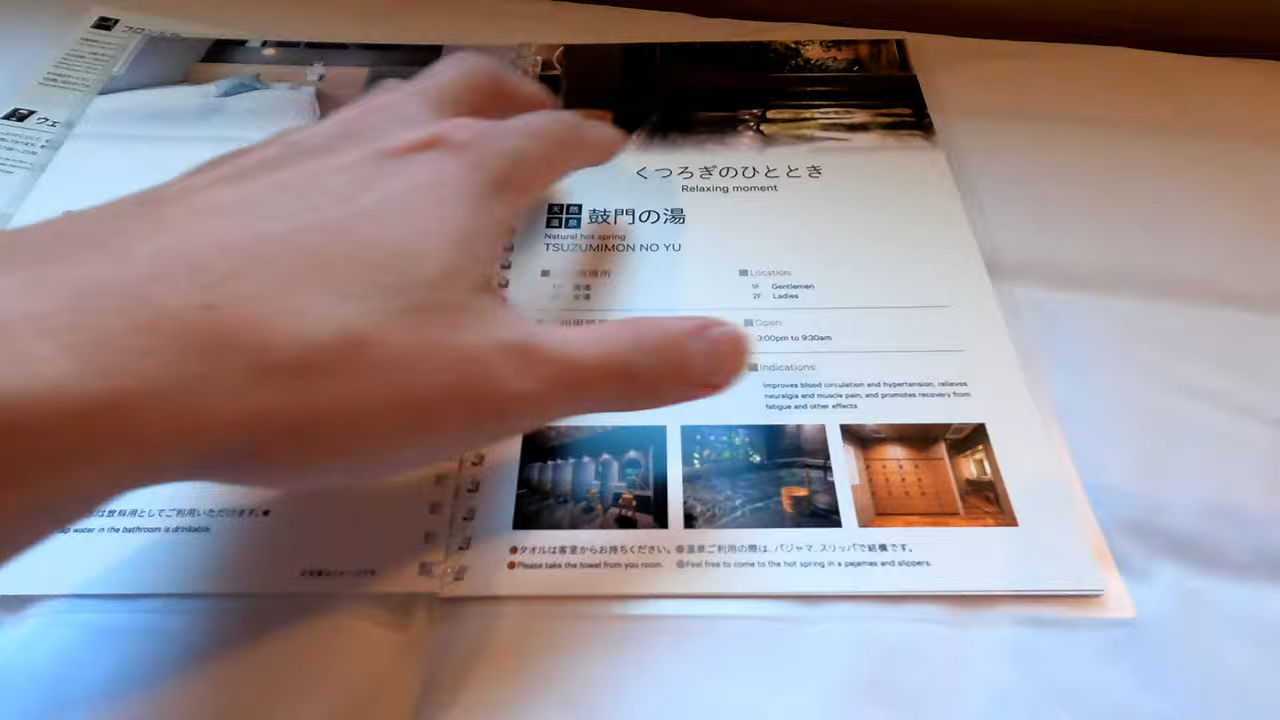 フロント
ウェ
は飲料用としてご利用いただけます。
water in the bathroom is drinkable.
くつろぎのひととき
Relaxing moment
天然温泉 鼓門の湯
Natural hot spring
TSUZUMIMON NO YU
Location:
1F Gentlemen
2F Ladies
Open:
3:00pm to 9:30am
Indications:
Improves blood circulation and hypertension, relieves
neuralgia and muscle pain, and promotes recovery from
fatigue and other effects
●タオルは客室からお持ちください。 ●温泉ご利用の際は、パジャマ、スリッパで結構です。
●Please take the towel from you room. ●Feel free to come to the hot spring in a pajamas and slippers.